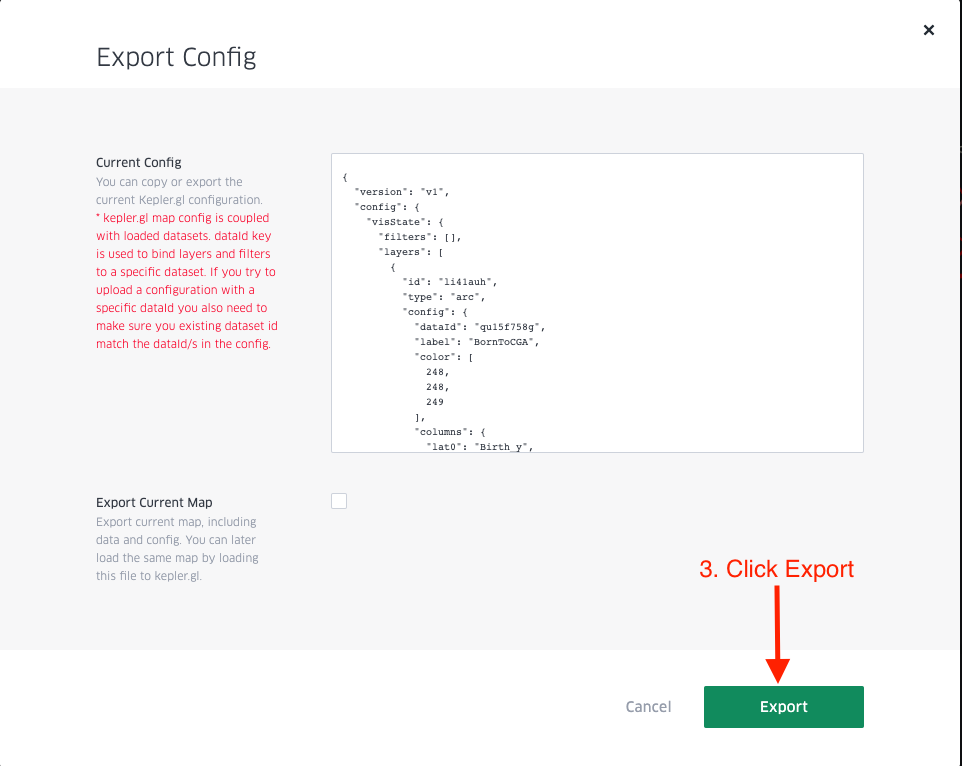 Export Config
Current Config
You can copy or export the
current Kepler.gl configuration.
* kepler.gl map config is coupled
with loaded datasets. dataId key
is used to bind layers and filters
to a specific dataset. If you try to
upload a configuration with a
specific dataId you also need to
make sure you existing dataset id
match the dataId/s in the config.
{
"version": "v1",
"config": {
"visState": {
"filters": [],
"layers": [
{
"id": "li41auh",
"type": "arc",
"config": {
"dataId": "qu15f758g",
"label": "BornToCGA",
"color": [
248,
248,
249
],
"columns": {
"lat0": "Birth_y",
Export Current Map
Export current map, including
data and config. You can later
load the same map by loading
this file to kepler.gl.
3. Click Export
Cancel
Export